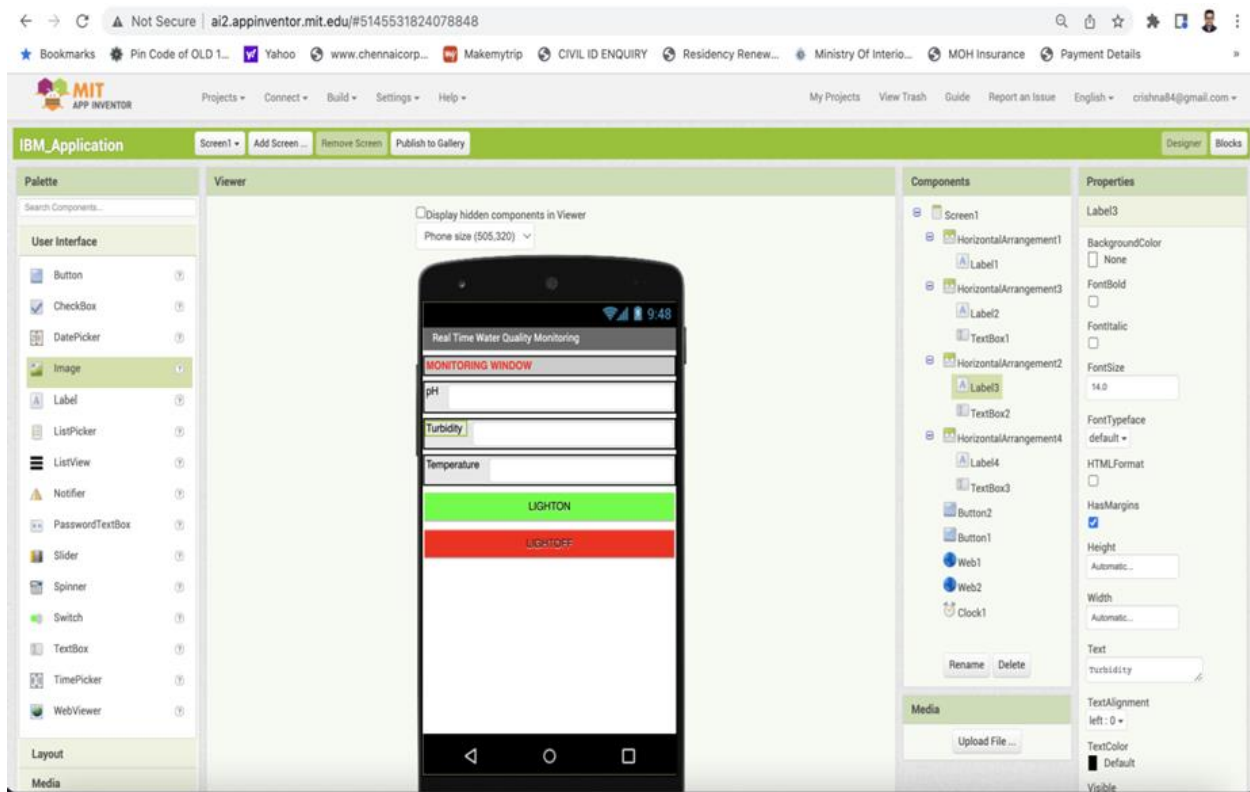 Not Secure ai2.appinventor.mit.edu/#5145531824078848
Bookmarks Pin Code of OLD 1... Yahoo www.chennaicorp... Makemytrip CIVIL ID ENQUIRY Residency Renew... Ministry Of Interio... MOH Insurance Payment Details »
MIT
APP INVENTOR
Projects Connect Build Settings Help My Projects View Trash Guide Report an Issue English crishna84@gmail.com
IBM_Application Screen1 Add Screen ... Remove Screen Publish to Gallery Designer Blocks
Palette
Search Components...
User Interface
Button
CheckBox
DatePicker
Image
Label
ListPicker
ListView
Notifier
PasswordTextBox
Slider
Spinner
Switch
TextBox
TimePicker
WebViewer
Layout
Media
Viewer
Display hidden components in Viewer
Phone size (505,320)
9:48
Real Time Water Quality Monitoring
MONITORING WINDOW
pH
Turbidity
Temperature
LIGHTON
LIGHTOFF
Components
Screen1
HorizontalArrangement1
Label1
HorizontalArrangement3
Label2
TextBox1
HorizontalArrangement2
Label3
TextBox2
HorizontalArrangement4
Label4
TextBox3
Button2
Button1
Web1
Web2
Clock1
Rename Delete
Media
Upload File ...
Properties
Label3
BackgroundColor
None
FontBold
FontItalic
FontSize
14.0
FontTypeface
default
HTMLFormat
HasMargins
Height
Automatic...
Width
Automatic...
Text
Turbidity
TextAlignment
left : 0
TextColor
Default
Visible